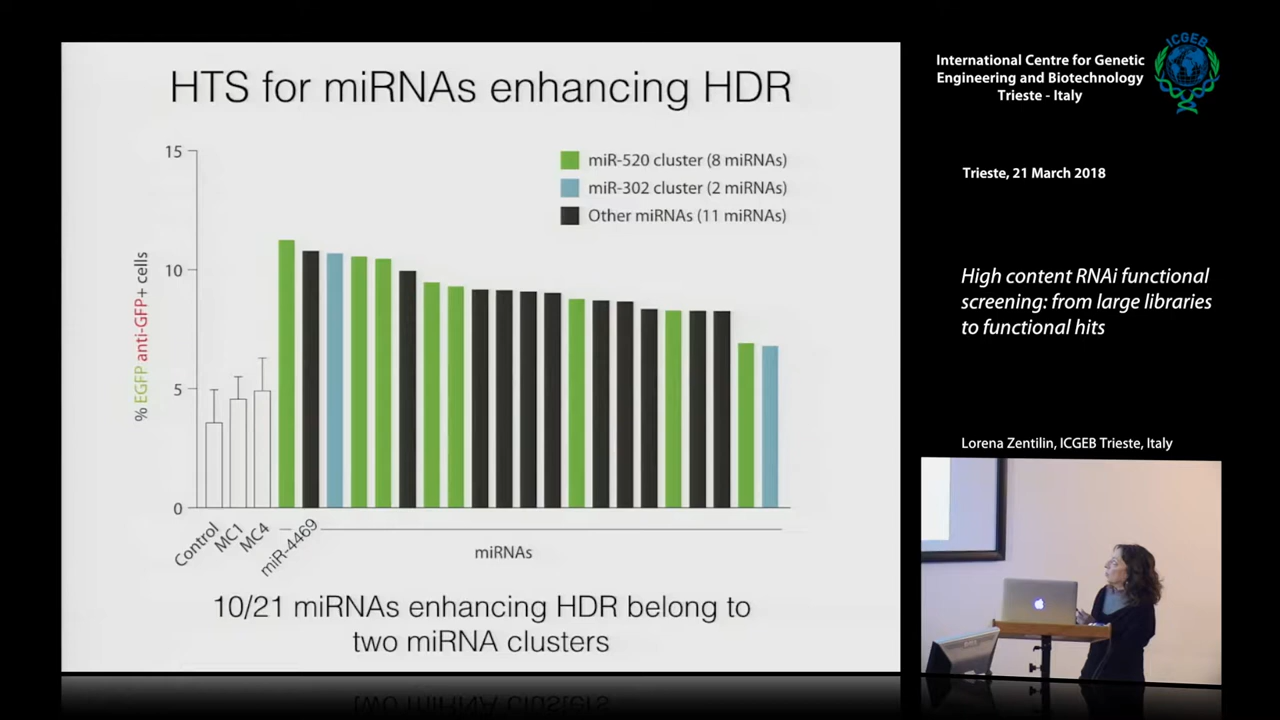 HTS for miRNAs enhancing HDR
15
10
5
0
% EGFP anti-GFP+ cells
miR-520 cluster (8 miRNAs)
miR-302 cluster (2 miRNAs)
Other miRNAs (11 miRNAs)
Control
MC1
MC4
miR-4469
miRNAs
10/21 miRNAs enhancing HDR belong to
two miRNA clusters
International Centre for Genetic
Engineering and Biotechnology
Trieste - Italy
ICGEB
Trieste, 21 March 2018
High content RNAi functional
screening: from large libraries
to functional hits
Lorena Zentilin, ICGEB Trieste, Italy